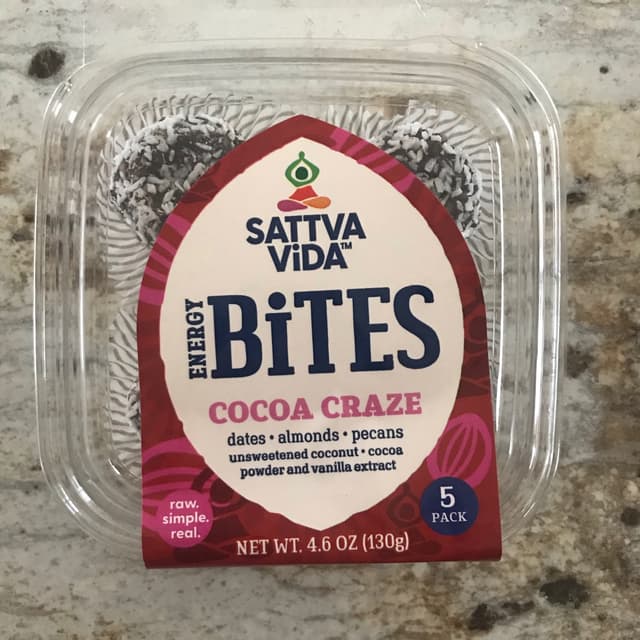 SATTVA
ViDA™
ENERGY
BiTES
COCOA CRAZE
dates • almonds • pecans
unsweetened coconut • cocoa
powder and vanilla extract
raw.
simple.
real.
5
PACK
NET WT. 4.6 OZ (130g)